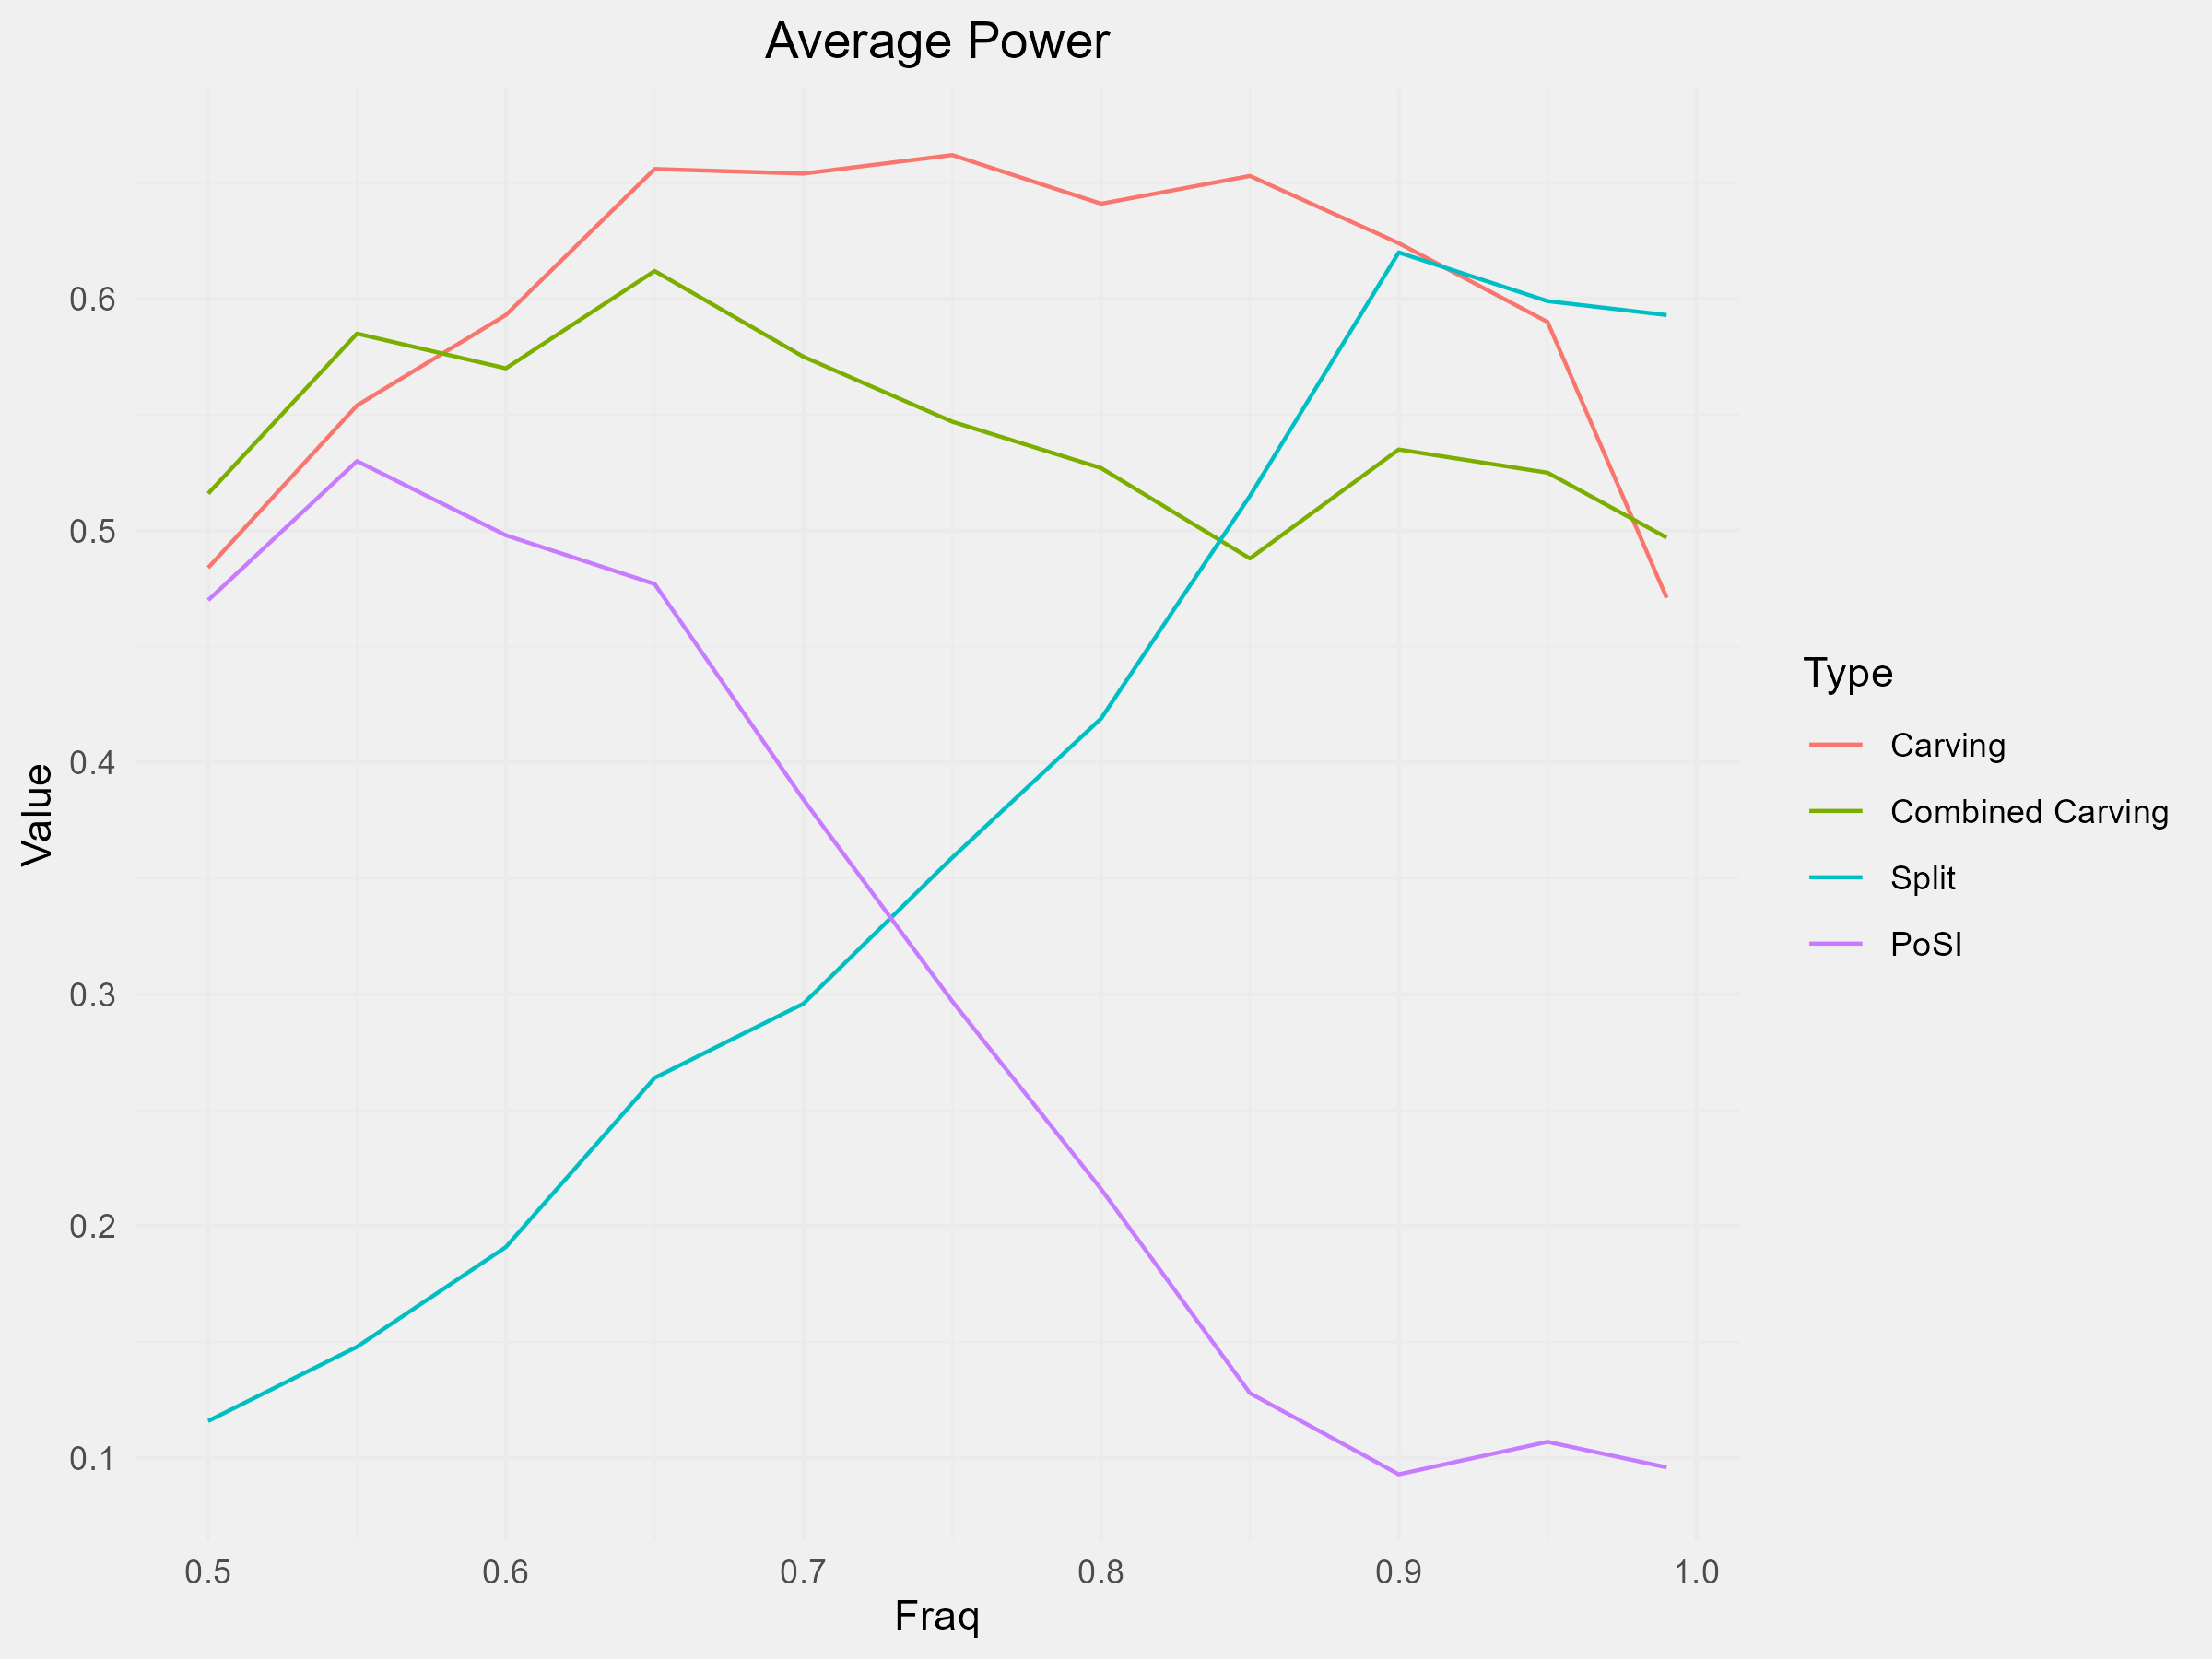 Average Power
Value
0.6
0.5
0.4
0.3
0.2
0.1
0.5 0.6 0.7 0.8 0.9 1.0
Fraq
Type
Carving
Combined Carving
Split
PoSI